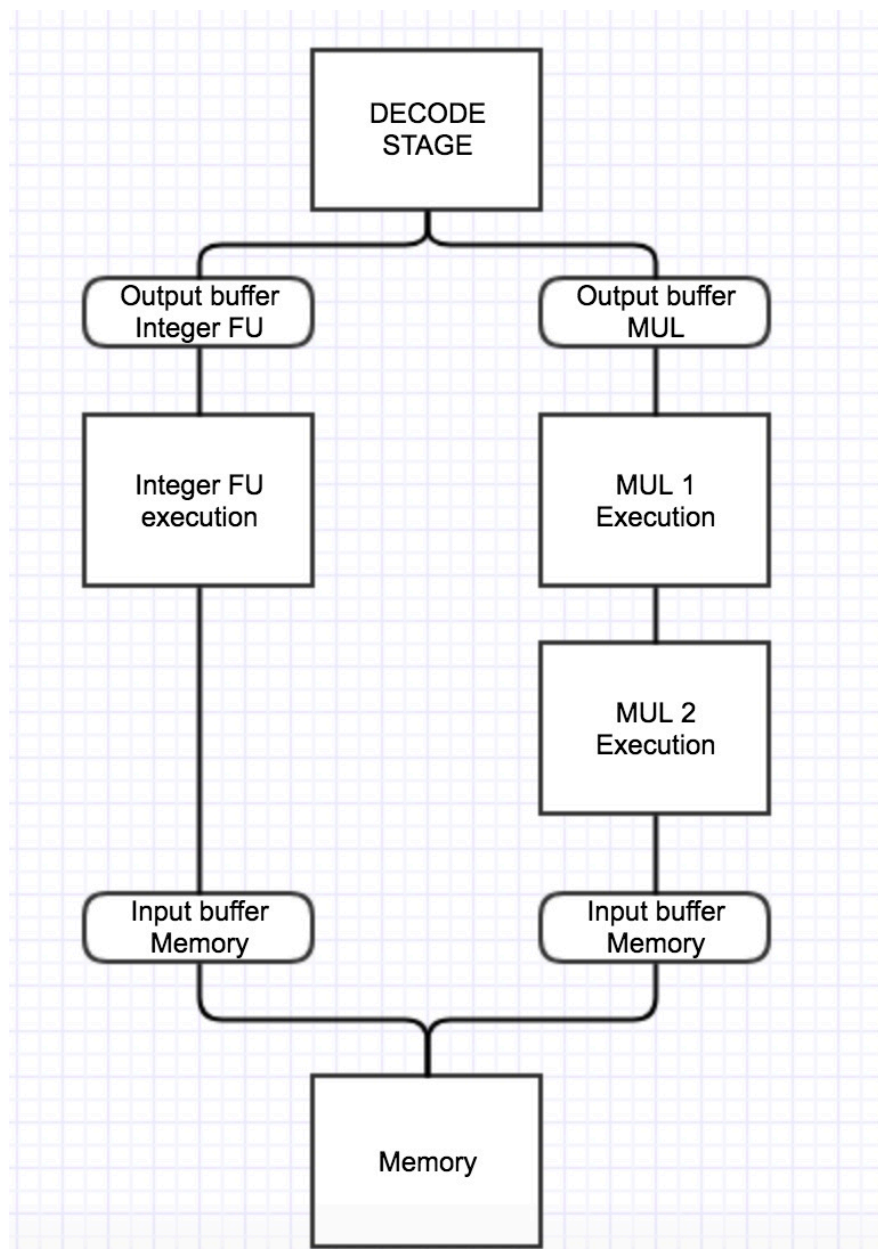 DECODE
STAGE
Output buffer
Integer FU
Output buffer
MUL
Integer FU
execution
MUL 1
Execution
MUL 2
Execution
Input buffer
Memory
Input buffer
Memory
Memory